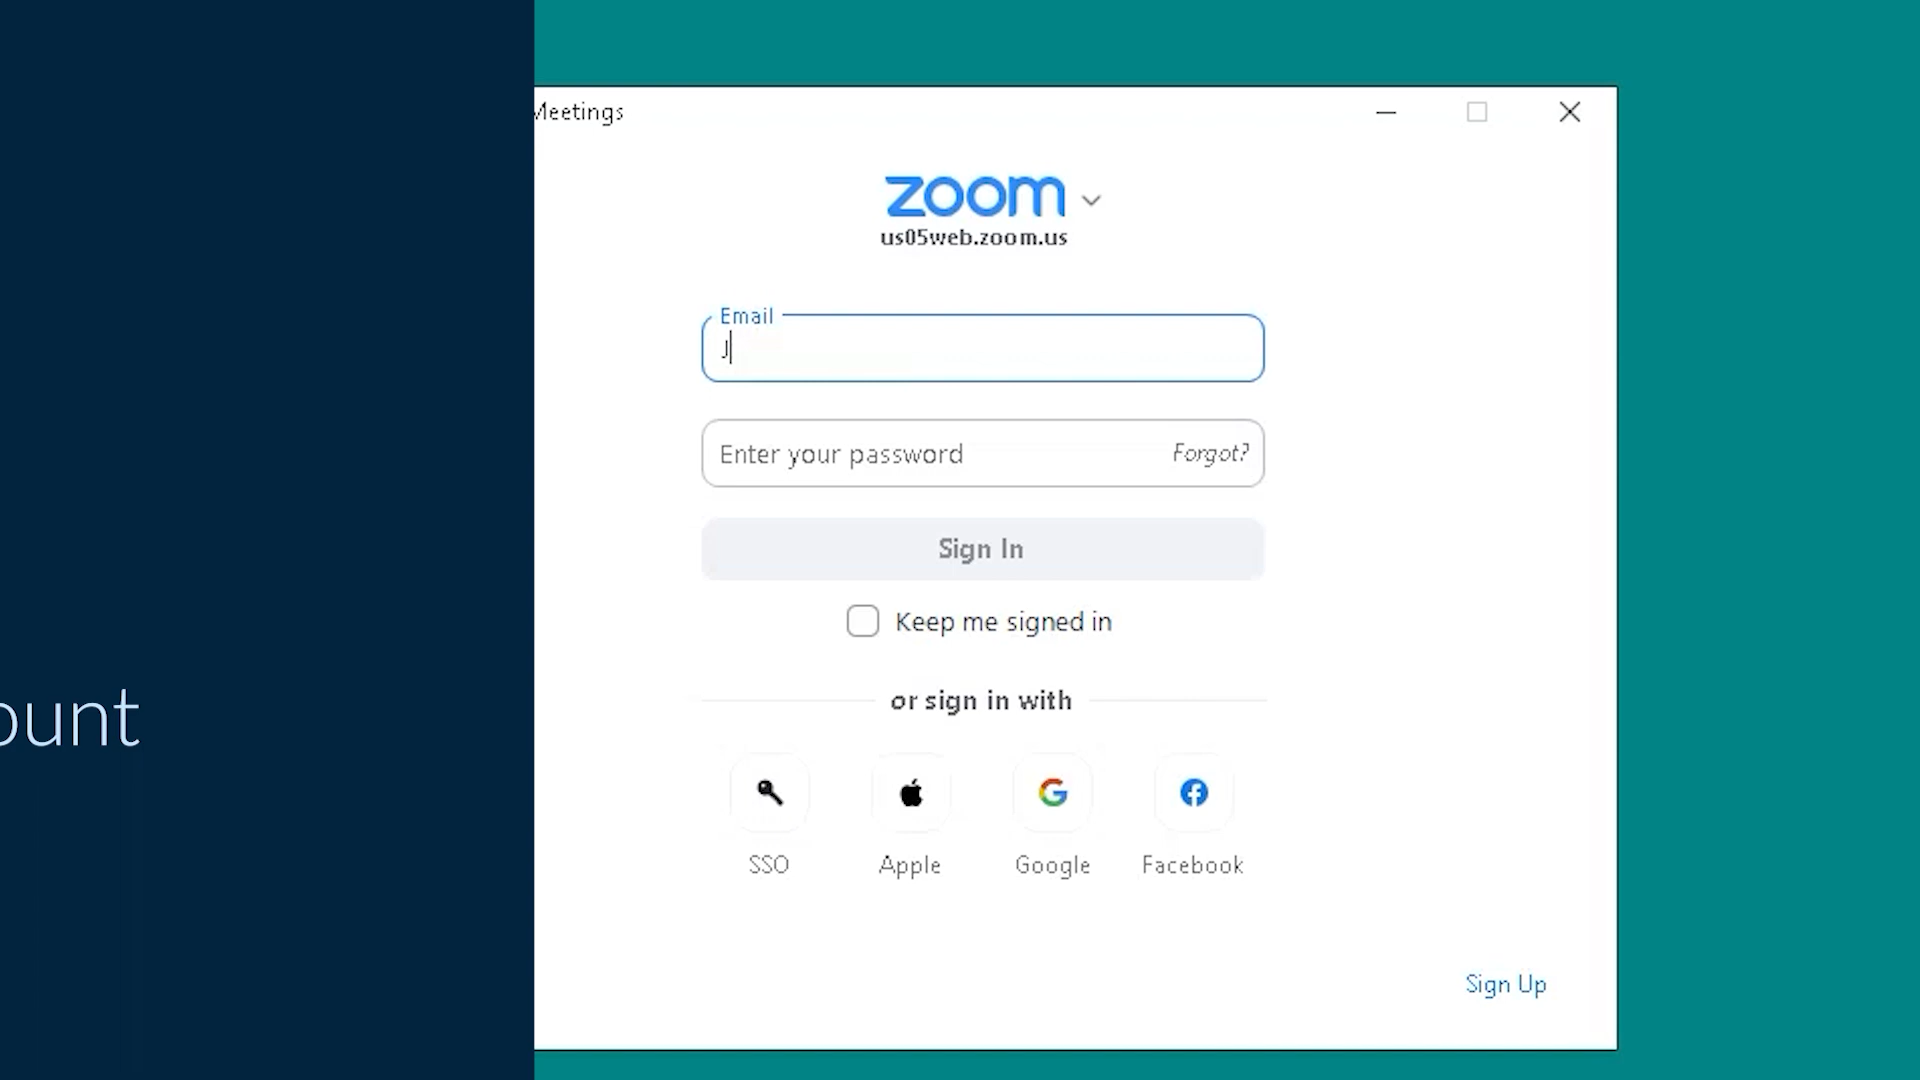 Meetings
zoom
us05web.zoom.us
Email
J
Enter your password
Forgot?
Sign In
Keep me signed in
ount
or sign in with
SSO
Apple
Google
Facebook
Sign Up